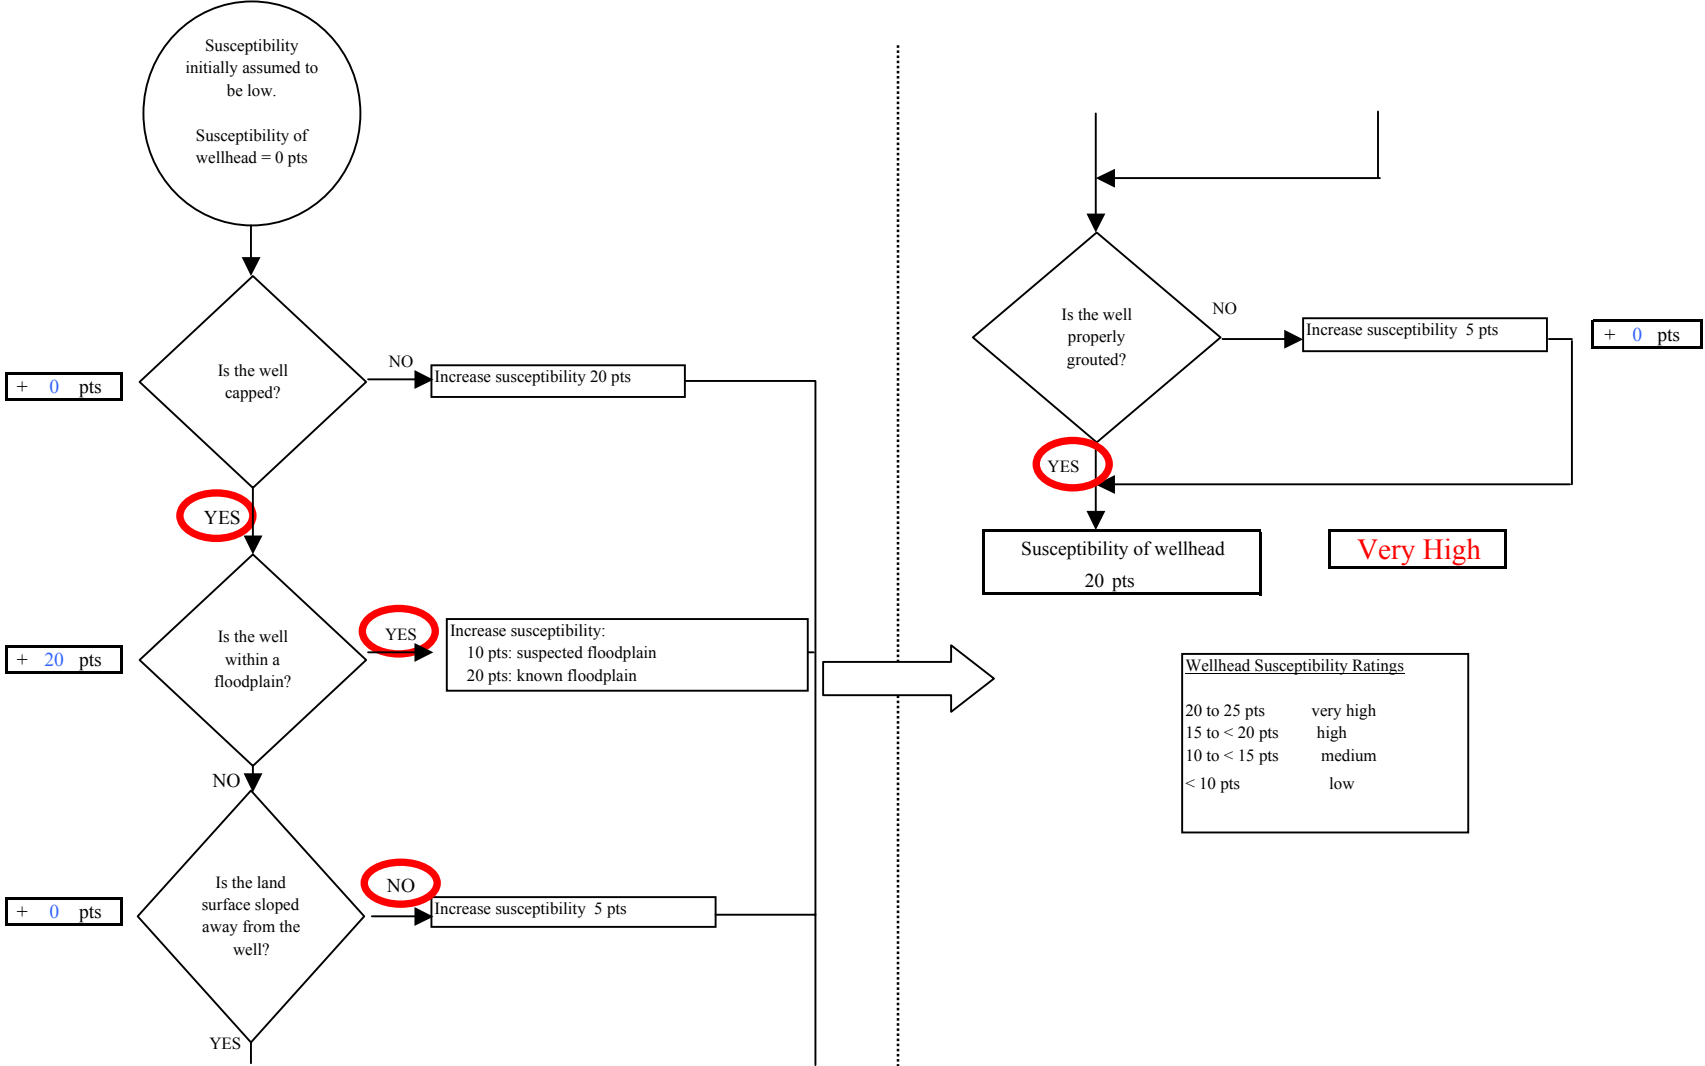 Susceptibility
initially assumed to
be low.
Susceptibility of
wellhead = 0 pts
Is the well
capped?
NO
Increase susceptibility 20 pts
+ 0 pts
YES
Is the well
within a
floodplain?
YES
Increase susceptibility:
10 pts: suspected floodplain
20 pts: known floodplain
+ 20 pts
NO
Is the land
surface sloped
away from the
well?
NO
Increase susceptibility 5 pts
+ 0 pts
YES
Is the well
properly
grouted?
NO
Increase susceptibility 5 pts
+ 0 pts
YES
Susceptibility of wellhead
20 pts
Very High
Wellhead Susceptibility Ratings
20 to 25 pts very high
15 to < 20 pts high
10 to < 15 pts medium
< 10 pts low